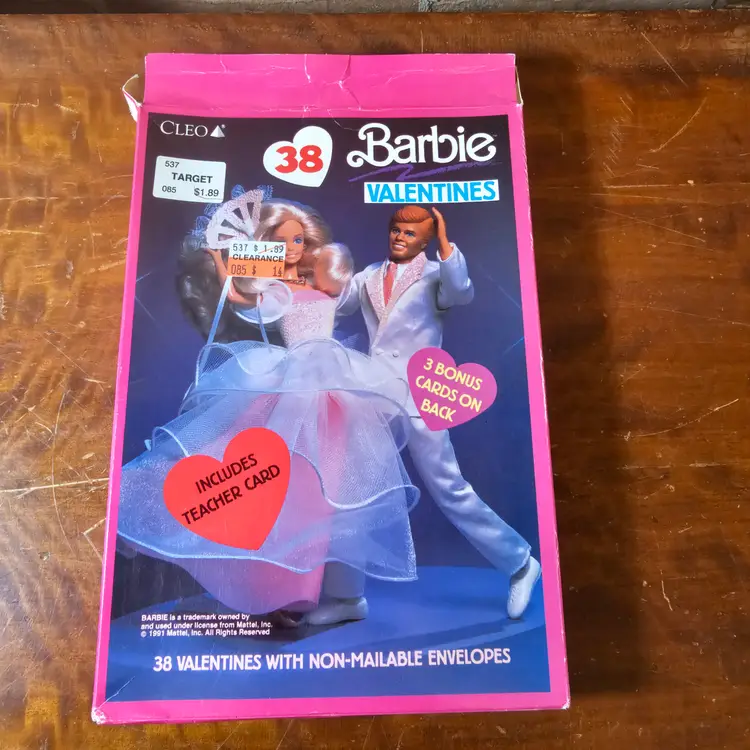 CLEO
38
Barbie
VALENTINES
537
TARGET
085 $1.89
537 $ 1.89
CLEARANCE
085 $ 14
3 BONUS
CARDS ON
BACK
INCLUDES
TEACHER CARD
BARBIE is a trademark owned by
and used under license from Mattel, Inc.
© 1991 Mattel, Inc. All Rights Reserved
38 VALENTINES WITH NON-MAILABLE ENVELOPES